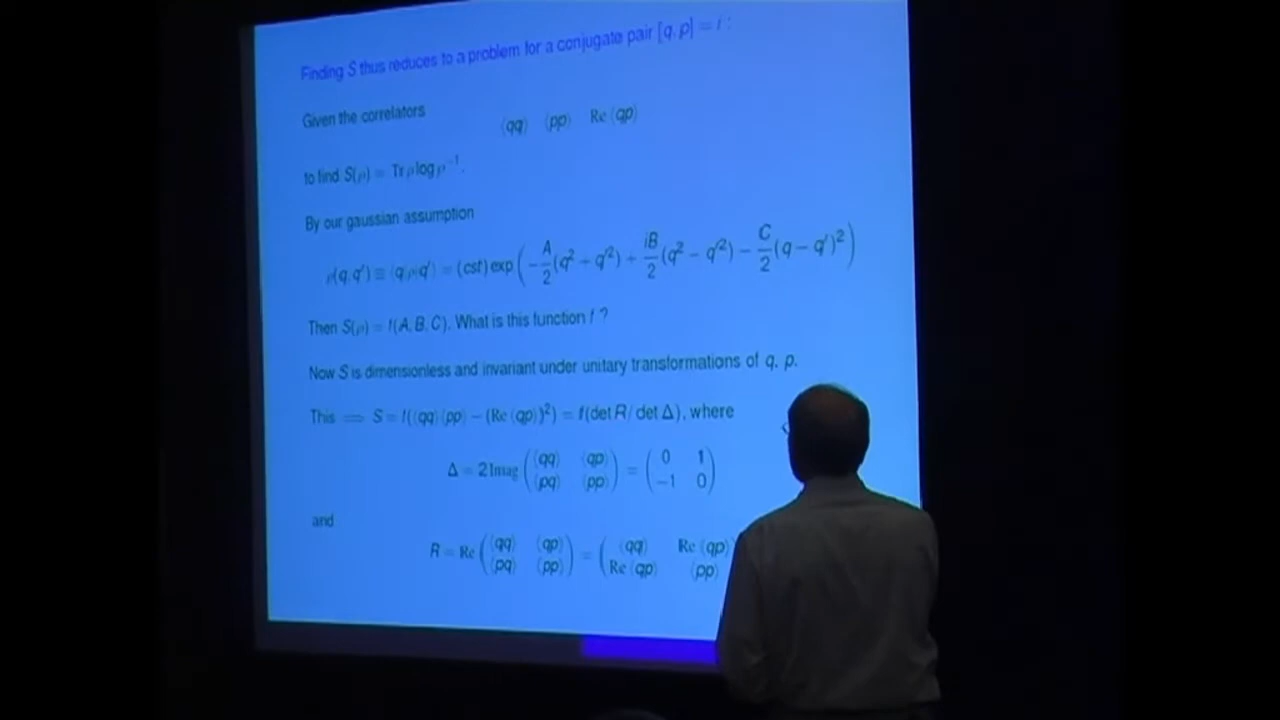 Finding S thus reduces to a problem for a conjugate pair [q, p] = i :
Given the correlators
⟨qq⟩ ⟨pp⟩ Re⟨qp⟩
to find S(ρ) = Tr ρ log ρ⁻¹.
By our gaussian assumption
ρ(q, q′) ≡ ⟨q|ρ|q′⟩ = (cst) exp ( −A/2 (q² + q′²) + iB/2 (q² − q′²) − C/2 (q − q′)² )
Then S(ρ) = f(A, B, C). What is this function f ?
Now S is dimensionless and invariant under unitary transformations of q, p.
This ⟹ S = f(⟨qq⟩⟨pp⟩ − (Re⟨qp⟩)²) = f(det R/ det Δ), where
Δ = 2 Imag ( ⟨qq⟩ ⟨qp⟩ ; ⟨pq⟩ ⟨pp⟩ ) = ( 0 1 ; −1 0 )
and
R = Re ( ⟨qq⟩ ⟨qp⟩ ; ⟨pq⟩ ⟨pp⟩ ) = ( ⟨qq⟩ Re⟨qp⟩ ; Re⟨qp⟩ ⟨pp⟩